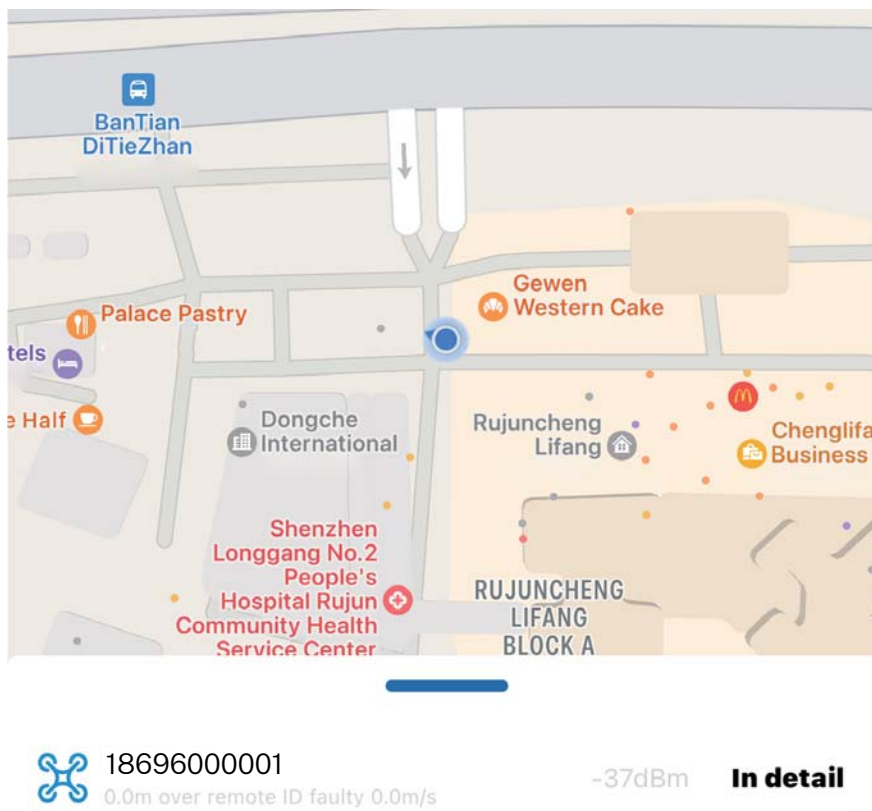 BanTian
DiTieZhan
Gewen
Western Cake
Palace Pastry
tels
e Half
Dongche
International
Rujuncheng
Lifang
Chenglifa
Business
Shenzhen
Longgang No.2
People's
Hospital Rujun
Community Health
Service Center
RUJUNCHENG
LIFANG
BLOCK A
18696000001
-37dBm
In detail
0.0m over remote ID faulty 0.0m/s